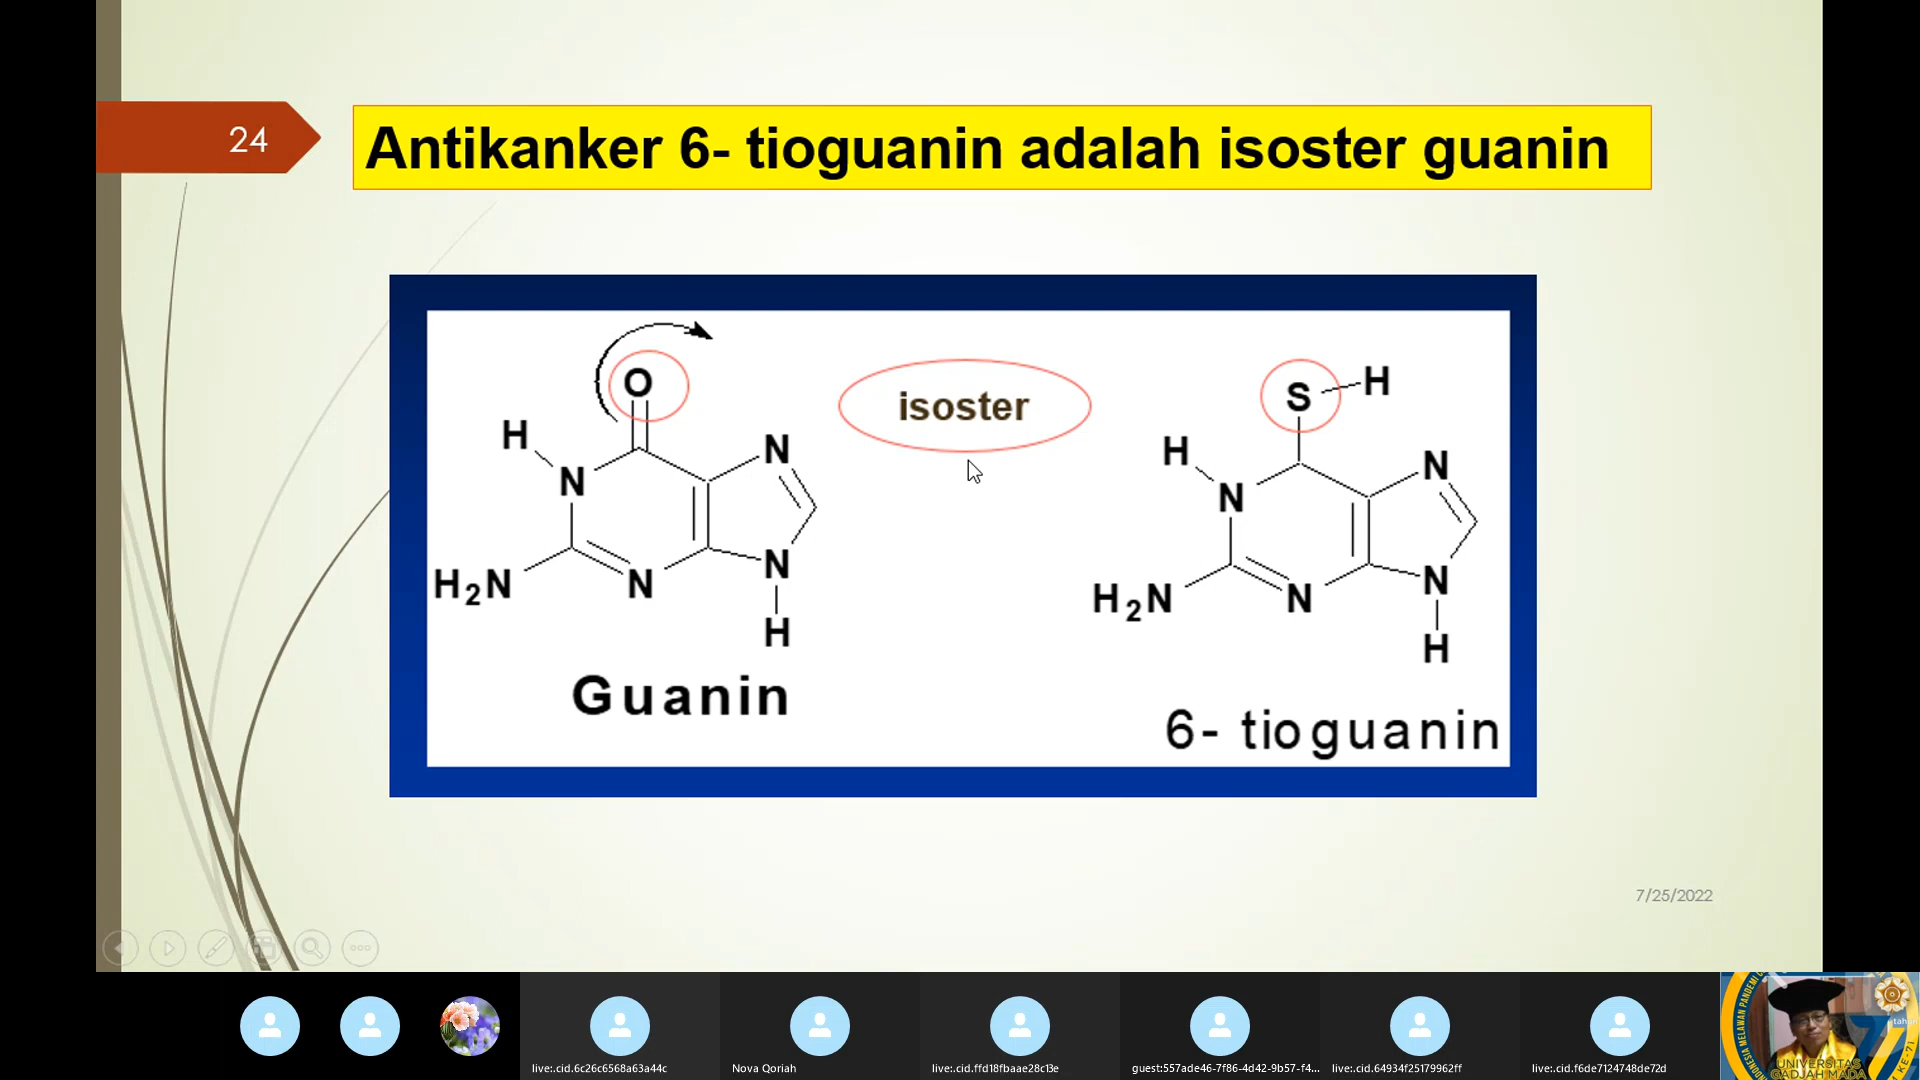 24
Antikanker 6- tioguanin adalah isoster guanin
O
H
N
N
H₂N
N
N
H
Guanin
isoster
S
H
H
N
N
H₂N
N
N
H
6- tioguanin
7/25/2022
live:.cid.6c26c6568a63a44c
Nova Qoriah
live:.cid.ffd18fbaae28c13e
guest:557ade46-7f86-4d42-9b57-f4...
live:.cid.64934f25179962ff
live:.cid.f6de7124748de72d
UNIVERSITAS
GADJAH MADA